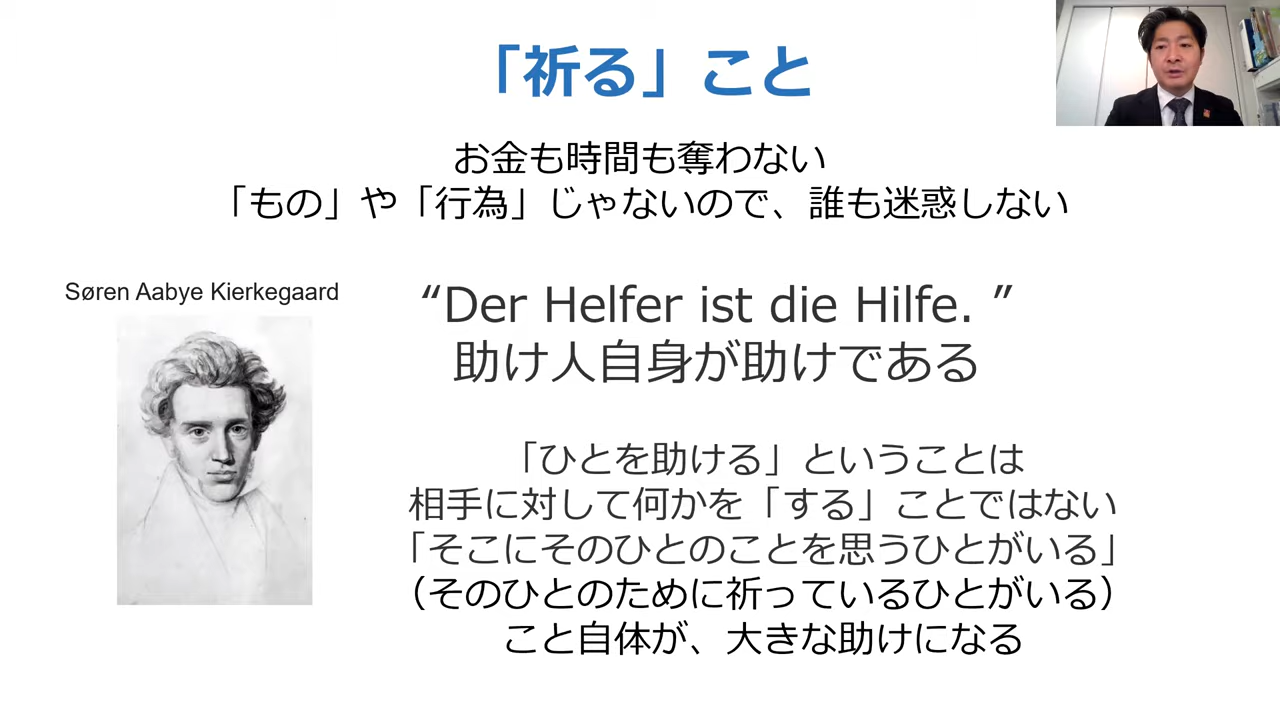 「祈る」こと
お金も時間も奪わない
「もの」や「行為」じゃないので、誰も迷惑しない
Søren Aabye Kierkegaard
“Der Helfer ist die Hilfe. ”
助け人自身が助けである
「ひとを助ける」ということは
相手に対して何かを「する」ことではない
「そこにそのひとのことを思うひとがいる」
（そのひとのために祈っているひとがいる）
こと自体が、大きな助けになる